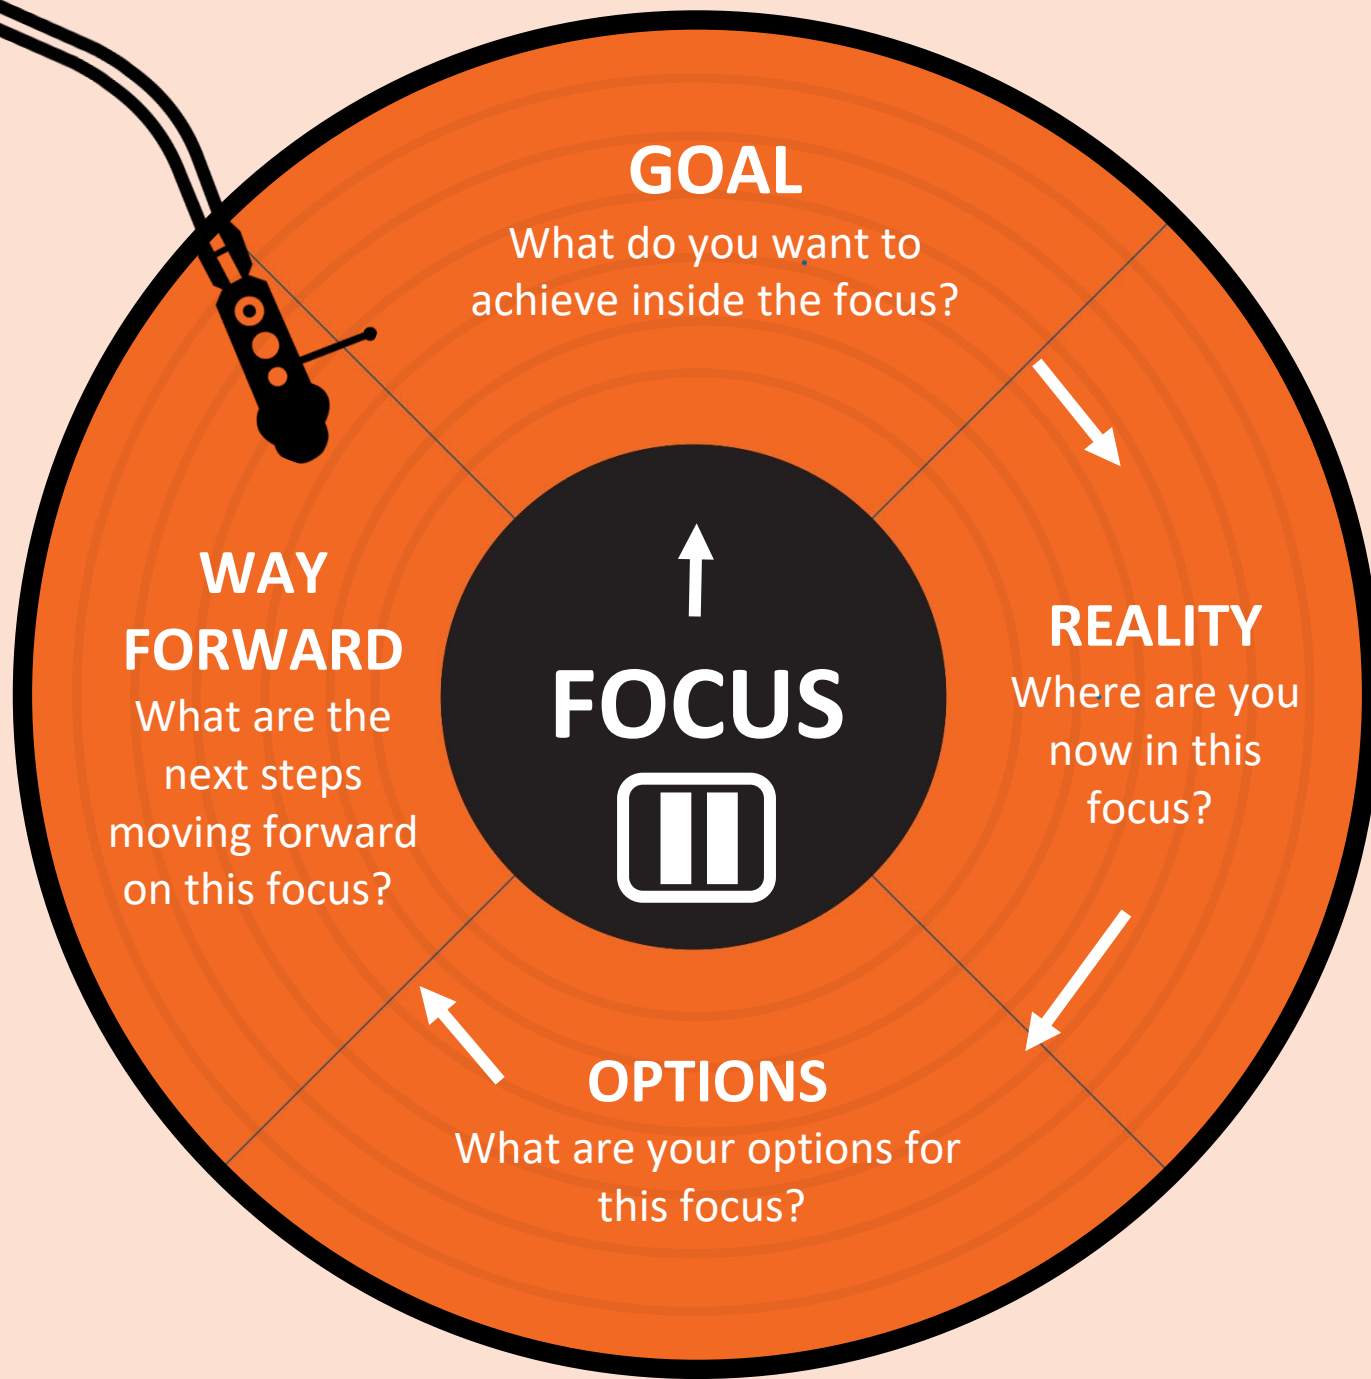 GOAL
What do you want to
achieve inside the focus?
REALITY
Where are you
now in this
focus?
OPTIONS
What are your options for
this focus?
WAY
FORWARD
What are the
next steps
moving forward
on this focus?
FOCUS